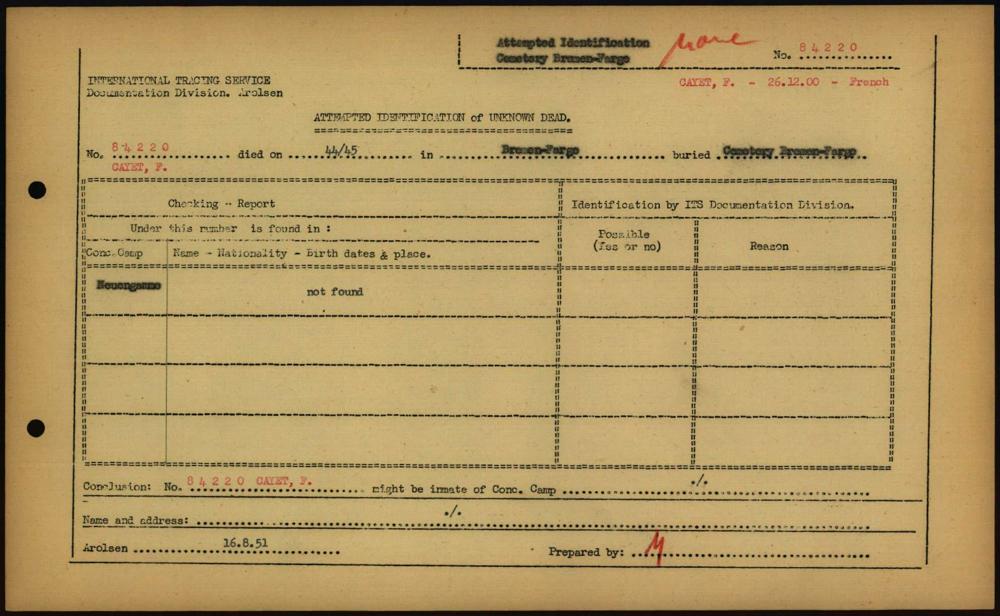 Attempted Identification
Cemetery Bremen-Fargo
No. 84220
CAYET, F. - 26.12.00 - French
INTERNATIONAL TRACING SERVICE
Documentation Division. Arolsen
ATTEMPTED IDENTIFICATION of UNKNOWN DEAD.
No. 84220 died on 44/45 in Bremen-Fargo buried Cemetery Bremen-Fargo
CAYET, F.
Checking - Report
Identification by ITS Documentation Division.
Under this number is found in :
Possible
(Yes or no)
Reason
Conc.Camp
Name - Nationality - Birth dates & place.
Neuengamme
not found
Conclusion: No. 84220 CAYET, F. might be inmate of Conc. Camp ./.
Name and address: ./.
Arolsen 16.8.51
Prepared by: